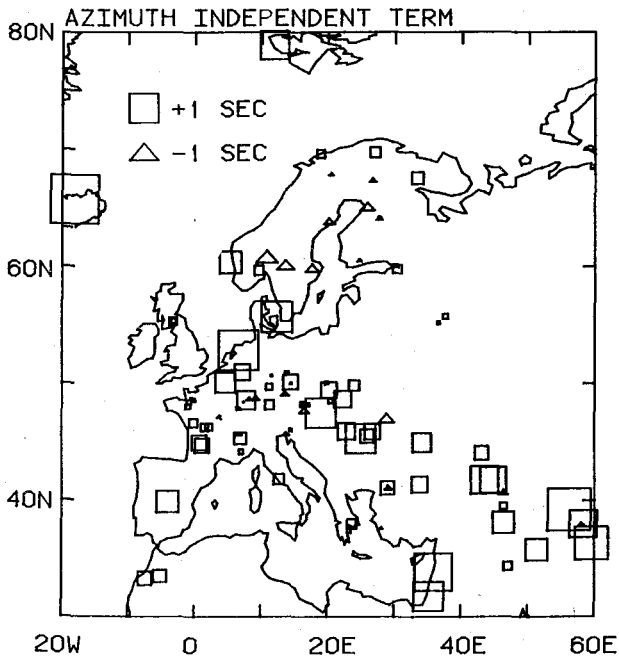 AZIMUTH INDEPENDENT TERM
80N
+1 SEC
-1 SEC
60N
40N
20W 0 20E 40E 60E